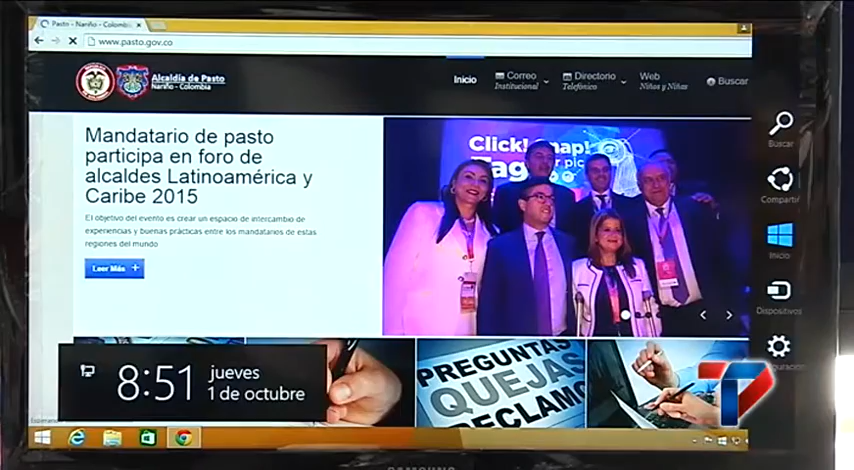 Pasto - Nariño - Colombia
www.pasto.gov.co
Alcaldía de Pasto
Nariño - Colombia
Inicio
Correo
Institucional
Directorio
Telefónico
Web
Niños y Niñas
Buscar
Mandatario de pasto
participa en foro de
alcaldes Latinoamérica y
Caribe 2015
El objetivo del evento es crear un espacio de intercambio de
experiencias y buenas prácticas entre los mandatarios de estas
regiones del mundo
Leer Más +
Click! snap!
Tag
r pic
Buscar
Compartir
Inicio
Dispositivos
8:51
jueves
1 de octubre
PREGUNTAS
QUEJAS
RECLAMO
SAMSUNG